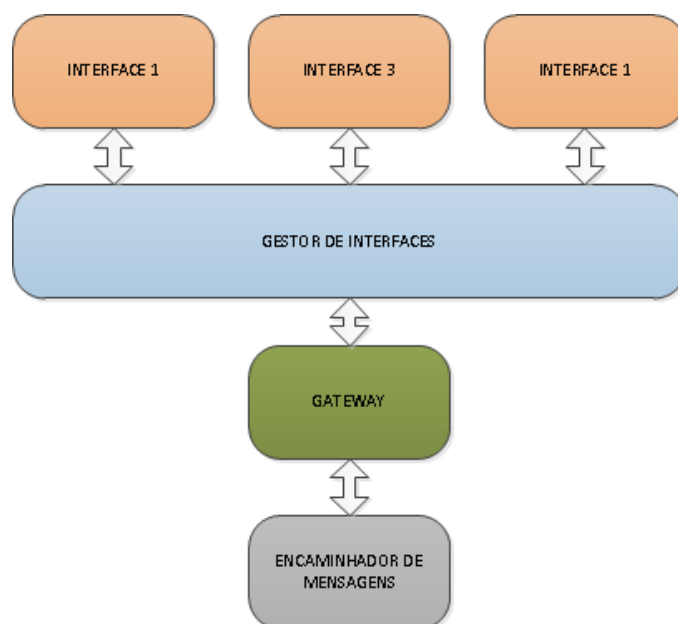 INTERFACE 1
INTERFACE 3
INTERFACE 1
GESTOR DE INTERFACES
GATEWAY
ENCAMINHADOR DE
MENSAGENS